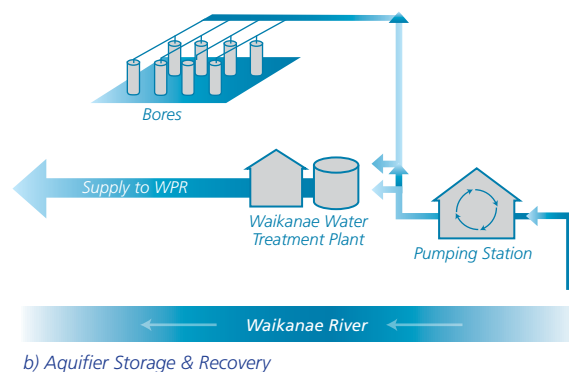 Bores
Supply to WPR
Waikanae Water
Treatment Plant
Pumping Station
Waikanae River
b) Aquifier Storage & Recovery